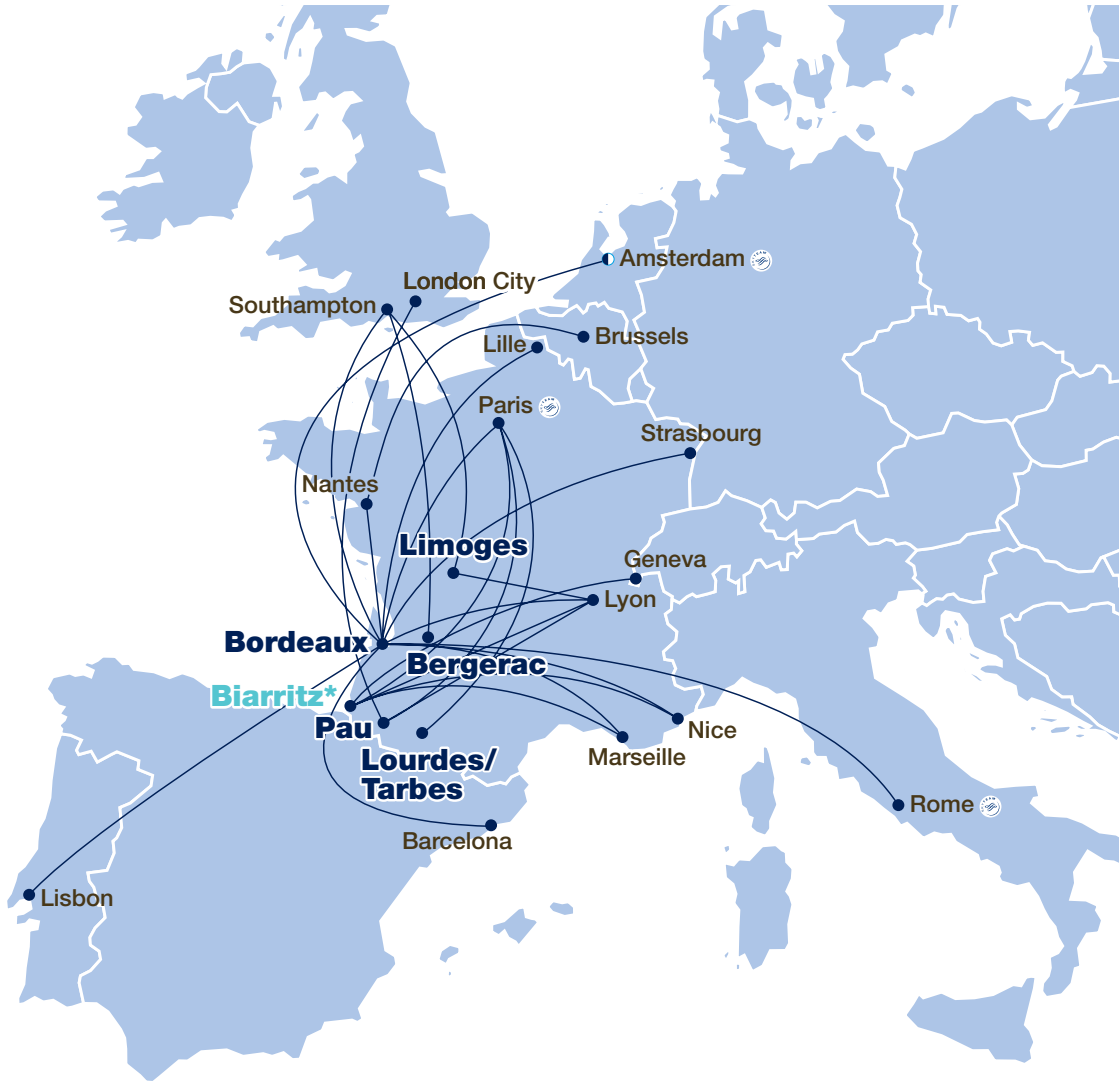 Amsterdam
London City
Southampton
Brussels
Lille
Paris
Strasbourg
Nantes
Limoges
Geneva
Lyon
Bordeaux
Bergerac
Biarritz*
Pau
Nice
Marseille
Lourdes/
Tarbes
Rome
Barcelona
Lisbon